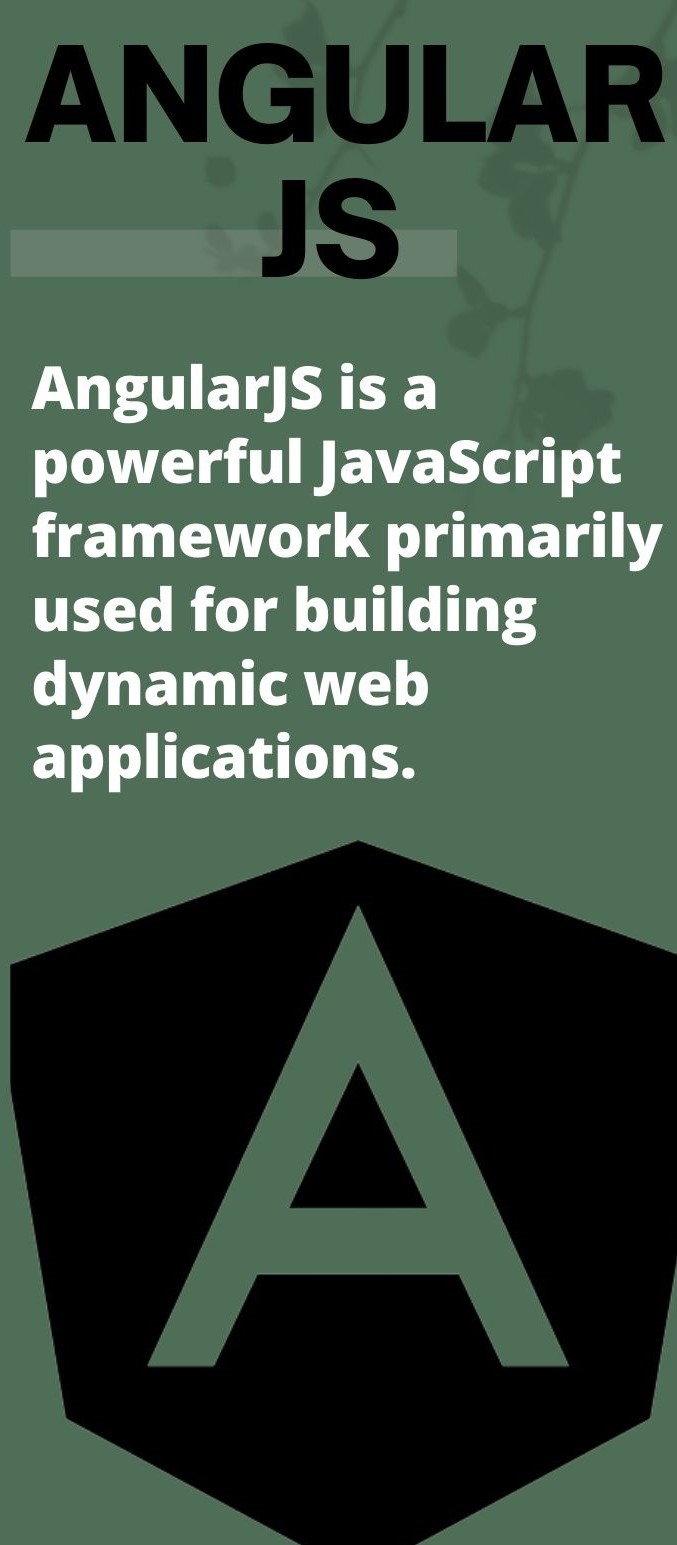 ANGULAR
JS
AngularJS is a
powerful JavaScript
framework primarily
used for building
dynamic web
applications.
A